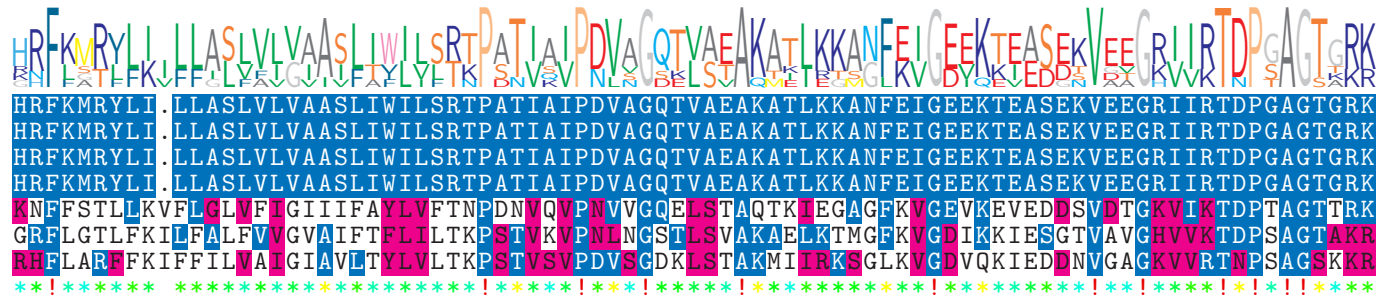 HRFKMRYLI.LLASLVLVAASLIWILSRTPATIAIPDVAGQTVAEAKATLKKANFEIGEEKTEASEKVEEGRIIRTDPGAGTGRK
HRFKMRYLI.LLASLVLVAASLIWILSRTPATIAIPDVAGQTVAEAKATLKKANFEIGEEKTEASEKVEEGRIIRTDPGAGTGRK
HRFKMRYLI.LLASLVLVAASLIWILSRTPATIAIPDVAGQTVAEAKATLKKANFEIGEEKTEASEKVEEGRIIRTDPGAGTGRK
HRFKMRYLI.LLASLVLVAASLIWILSRTPATIAIPDVAGQTVAEAKATLKKANFEIGEEKTEASEKVEEGRIIRTDPGAGTGRK
KNFFSTLLKVFLGLVFIGIIIFAYLVFTNPDNVQVPNVVGQELSTAQTKIEGAGFKVGEVKEVEDDSVDTGKVIKTDPTAGTTRK
GRFLGTLFKILFALFVVGVAIFTFLILTKPSTVKVPNLNGSTLSVAKAELKTMGFKVGDIKKIESGTVAVGHVVKTDPSAGTAKR
RHFLARFFKIFFILVAIGIAVLTYLVLTKPSTVSVPDVSGDKLSTAKMIIRKSGLKVGDVQKIEDDNVGAGKVVRTNPSAGSKKR
**!****** *******************!*****!***!*****!***********!*********!**!****!*!*!!****